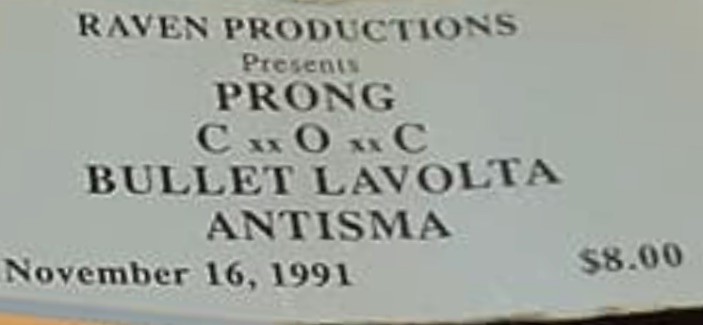 RAVEN PRODUCTIONS
Presents
PRONG
C xx O xx C
BULLET LAVOLTA
ANTISMA
November 16, 1991 $8.00